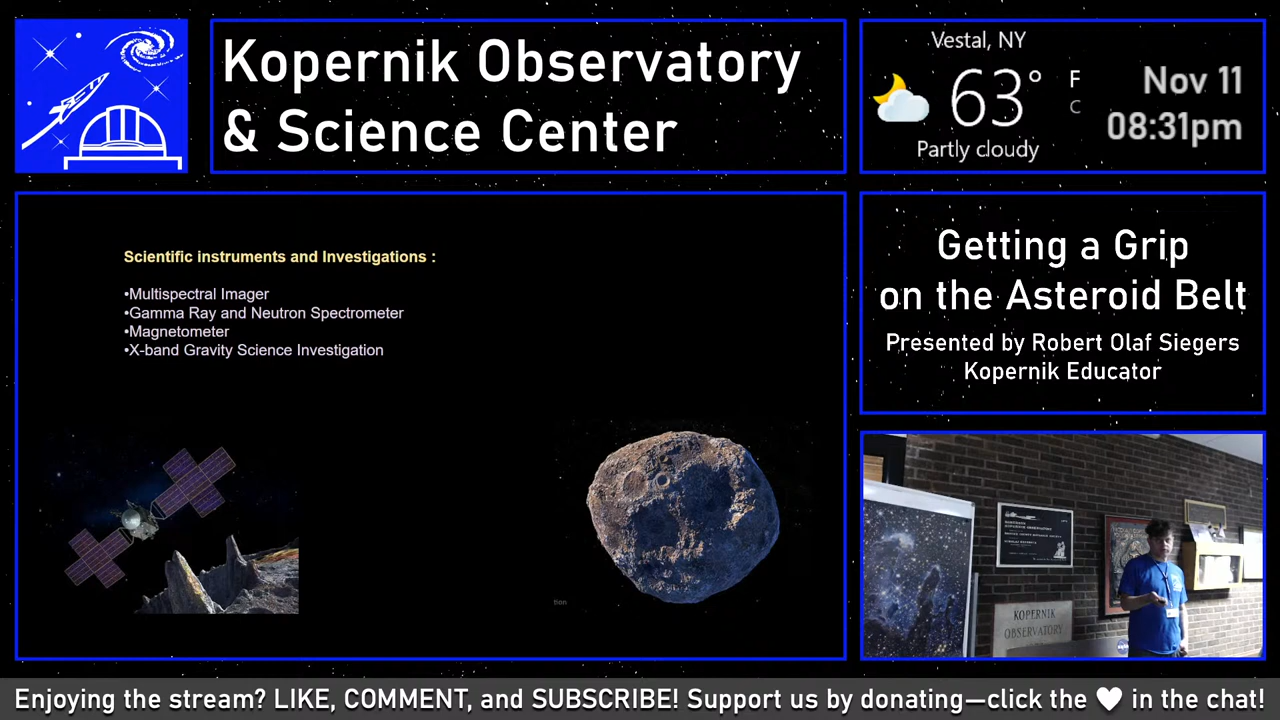 Kopernik Observatory
& Science Center
Vestal, NY
63° F
C
Partly cloudy
Nov 11
08:31pm
Scientific instruments and Investigations :
•Multispectral Imager
•Gamma Ray and Neutron Spectrometer
•Magnetometer
•X-band Gravity Science Investigation
tion
Getting a Grip
on the Asteroid Belt
Presented by Robert Olaf Siegers
Kopernik Educator
KOPERNIK
OBSERVATORY
Enjoying the stream? LIKE, COMMENT, and SUBSCRIBE! Support us by donating—click the ♥ in the chat!